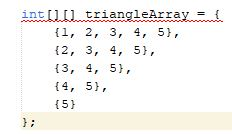 int[][] triangleArray = {
{1, 2, 3, 4, 5},
{2, 3, 4, 5},
{3, 4, 5},
{4, 5},
{5}
};